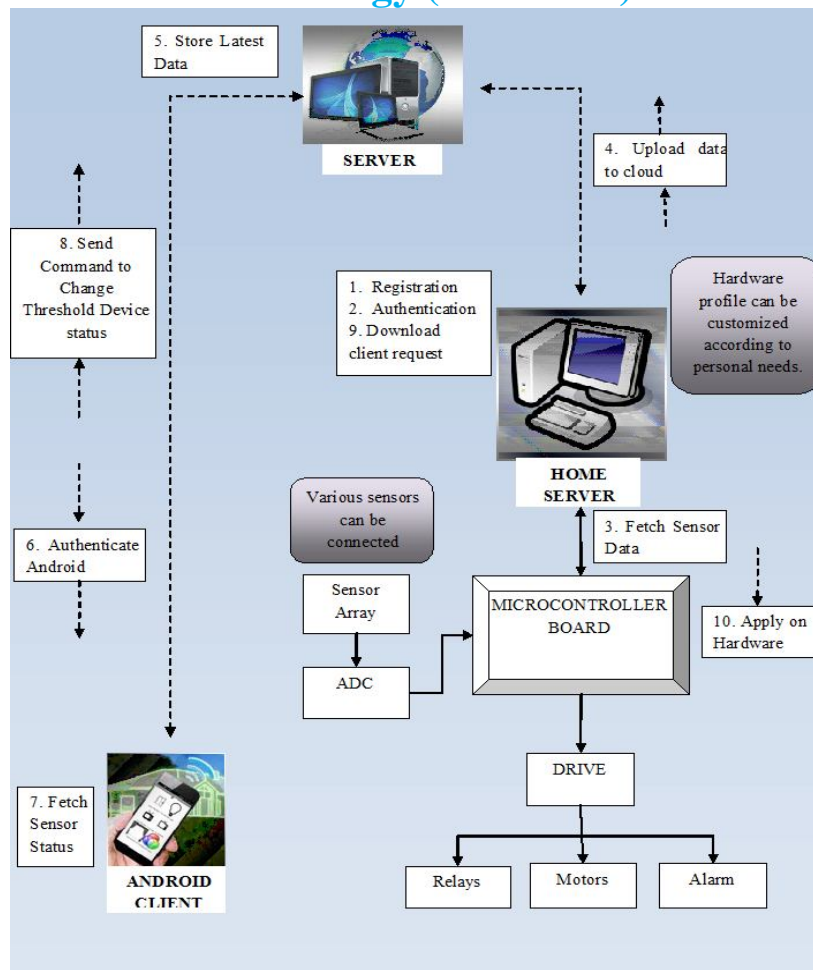 gy (
)
5. Store Latest
Data
SERVER
4. Upload data
to cloud
8. Send
Command to
Change
Threshold Device
status
1. Registration
2. Authentication
9. Download
client request
Hardware
profile can be
customized
according to
personal needs.
HOME
SERVER
Various sensors
can be
connected
3. Fetch Sensor
Data
6. Authenticate
Android
Sensor
Array
MICROCONTROLLER
BOARD
10. Apply on
Hardware
ADC
DRIVE
7. Fetch
Sensor
Status
ANDROID
CLIENT
Relays
Motors
Alarm